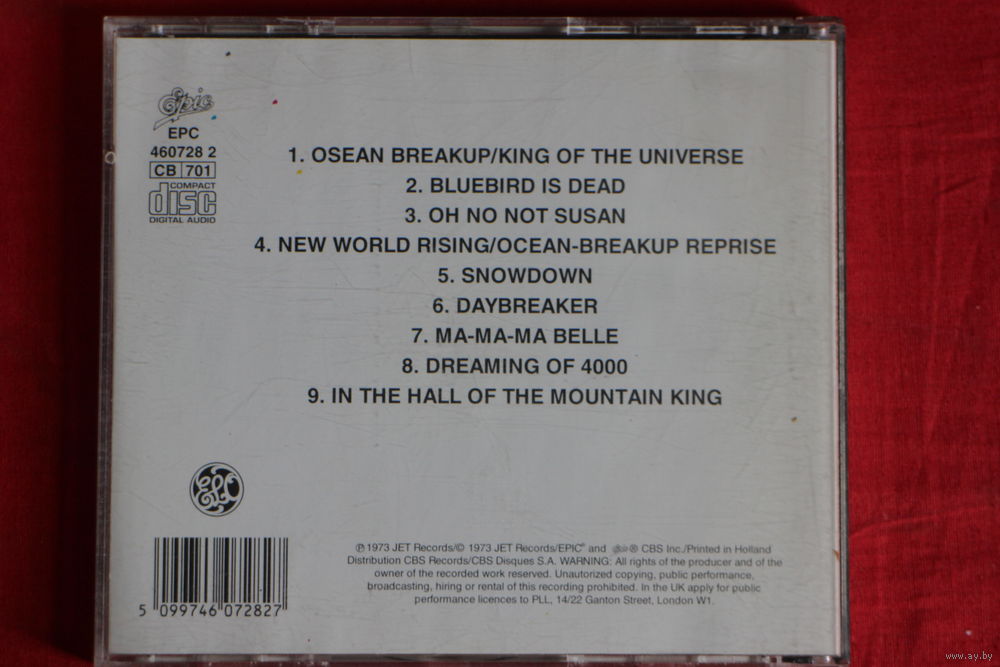 Epic
EPC
460728 2
CB 701
COMPACT
disc
DIGITAL AUDIO
1. OSEAN BREAKUP/KING OF THE UNIVERSE
2. BLUEBIRD IS DEAD
3. OH NO NOT SUSAN
4. NEW WORLD RISING/OCEAN-BREAKUP REPRISE
5. SNOWDOWN
6. DAYBREAKER
7. MA-MA-MA BELLE
8. DREAMING OF 4000
9. IN THE HALL OF THE MOUNTAIN KING
ELO
℗ 1973 JET Records/© 1973 JET Records/EPIC® and Epic ® CBS Inc./Printed in Holland
Distribution CBS Records/CBS Disques S.A. WARNING: All rights of the producer and of the
owner of the recorded work reserved. Unautorized copying, public performance,
broadcasting, hiring or rental of this recording prohibited. In the UK apply for public
performance licences to PLL, 14/22 Ganton Street, London W1.
5 099746 072827
www.ay.by